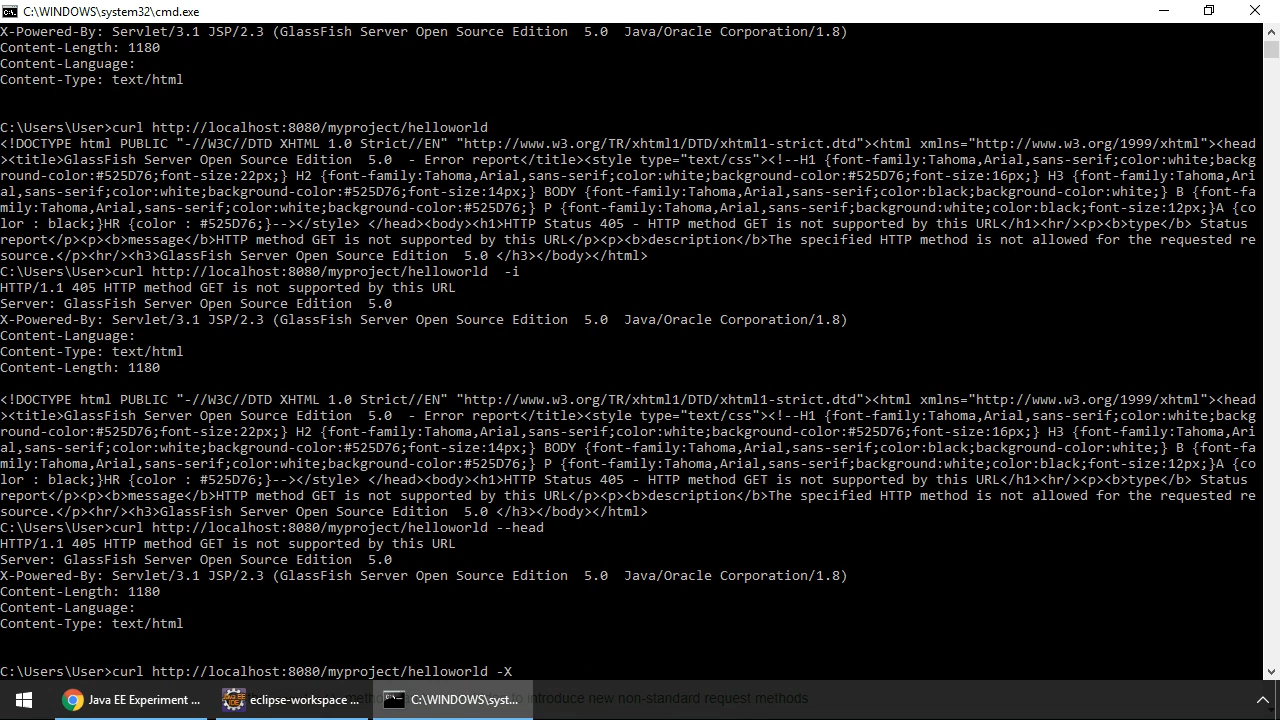 C:\WINDOWS\system32\cmd.exe
X-Powered-By: Servlet/3.1 JSP/2.3 (GlassFish Server Open Source Edition  5.0  Java/Oracle Corporation/1.8)
Content-Length: 1180
Content-Language:
Content-Type: text/html
C:\Users\User>curl http://localhost:8080/myproject/helloworld
<!DOCTYPE html PUBLIC "-//W3C//DTD XHTML 1.0 Strict//EN" "http://www.w3.org/TR/xhtml1/DTD/xhtml1-strict.dtd"><html xmlns="http://www.w3.org/1999/xhtml"><head
><title>GlassFish Server Open Source Edition  5.0  - Error report</title><style type="text/css"><!--H1 {font-family:Tahoma,Arial,sans-serif;color:white;backg
round-color:#525D76;font-size:22px;} H2 {font-family:Tahoma,Arial,sans-serif;color:white;background-color:#525D76;font-size:16px;} H3 {font-family:Tahoma,Ari
al,sans-serif;color:white;background-color:#525D76;font-size:14px;} BODY {font-family:Tahoma,Arial,sans-serif;color:black;background-color:white;} B {font-fa
mily:Tahoma,Arial,sans-serif;color:white;background-color:#525D76;} P {font-family:Tahoma,Arial,sans-serif;background:white;color:black;font-size:12px;}A {co
lor : black;}HR {color : #525D76;}--></style> </head><body><h1>HTTP Status 405 - HTTP method GET is not supported by this URL</h1><hr/><p><b>type</b> Status
report</p><p><b>message</b>HTTP method GET is not supported by this URL</p><p><b>description</b>The specified HTTP method is not allowed for the requested re
source.</p><hr/><h3>GlassFish Server Open Source Edition  5.0 </h3></body></html>
C:\Users\User>curl http://localhost:8080/myproject/helloworld  -i
HTTP/1.1 405 HTTP method GET is not supported by this URL
Server: GlassFish Server Open Source Edition  5.0
X-Powered-By: Servlet/3.1 JSP/2.3 (GlassFish Server Open Source Edition  5.0  Java/Oracle Corporation/1.8)
Content-Language:
Content-Type: text/html
Content-Length: 1180
<!DOCTYPE html PUBLIC "-//W3C//DTD XHTML 1.0 Strict//EN" "http://www.w3.org/TR/xhtml1/DTD/xhtml1-strict.dtd"><html xmlns="http://www.w3.org/1999/xhtml"><head
><title>GlassFish Server Open Source Edition  5.0  - Error report</title><style type="text/css"><!--H1 {font-family:Tahoma,Arial,sans-serif;color:white;backg
round-color:#525D76;font-size:22px;} H2 {font-family:Tahoma,Arial,sans-serif;color:white;background-color:#525D76;font-size:16px;} H3 {font-family:Tahoma,Ari
al,sans-serif;color:white;background-color:#525D76;font-size:14px;} BODY {font-family:Tahoma,Arial,sans-serif;color:black;background-color:white;} B {font-fa
mily:Tahoma,Arial,sans-serif;color:white;background-color:#525D76;} P {font-family:Tahoma,Arial,sans-serif;background:white;color:black;font-size:12px;}A {co
lor : black;}HR {color : #525D76;}--></style> </head><body><h1>HTTP Status 405 - HTTP method GET is not supported by this URL</h1><hr/><p><b>type</b> Status
report</p><p><b>message</b>HTTP method GET is not supported by this URL</p><p><b>description</b>The specified HTTP method is not allowed for the requested re
source.</p><hr/><h3>GlassFish Server Open Source Edition  5.0 </h3></body></html>
C:\Users\User>curl http://localhost:8080/myproject/helloworld --head
HTTP/1.1 405 HTTP method GET is not supported by this URL
Server: GlassFish Server Open Source Edition  5.0
X-Powered-By: Servlet/3.1 JSP/2.3 (GlassFish Server Open Source Edition  5.0  Java/Oracle Corporation/1.8)
Content-Length: 1180
Content-Language:
Content-Type: text/html
C:\Users\User>curl http://localhost:8080/myproject/helloworld -X
Java EE Experiment ... eclipse-workspace ... C:\WINDOWS\syst... to introduce new non-standard request methods